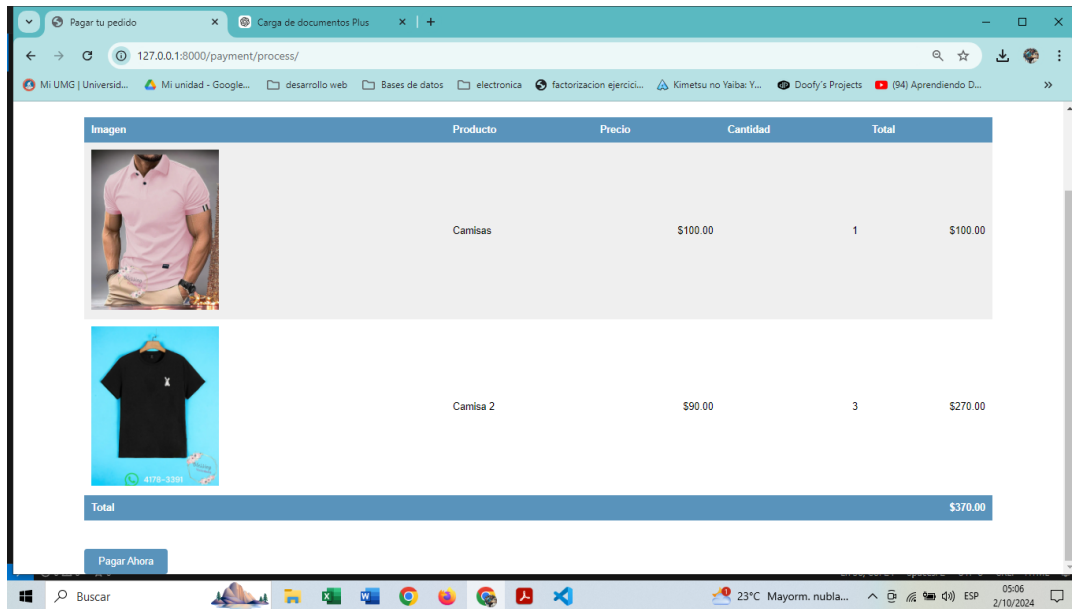 Pagar tu pedido
Carga de documentos Plus
127.0.0.1:8000/payment/process/
Mi UMG | Universid...
Mi unidad - Google...
desarrollo web
Bases de datos
electronica
factorizacion ejercici...
Kimetsu no Yaiba: Y...
Doofy's Projects
(94) Aprendiendo D...
Imagen Producto Precio Cantidad Total
Camisas $100.00 1 $100.00
Camisa 2 $90.00 3 $270.00
4178-3391
Total $370.00
Pagar Ahora
Buscar
23°C Mayorm. nubla...
ESP
05:06
2/10/2024